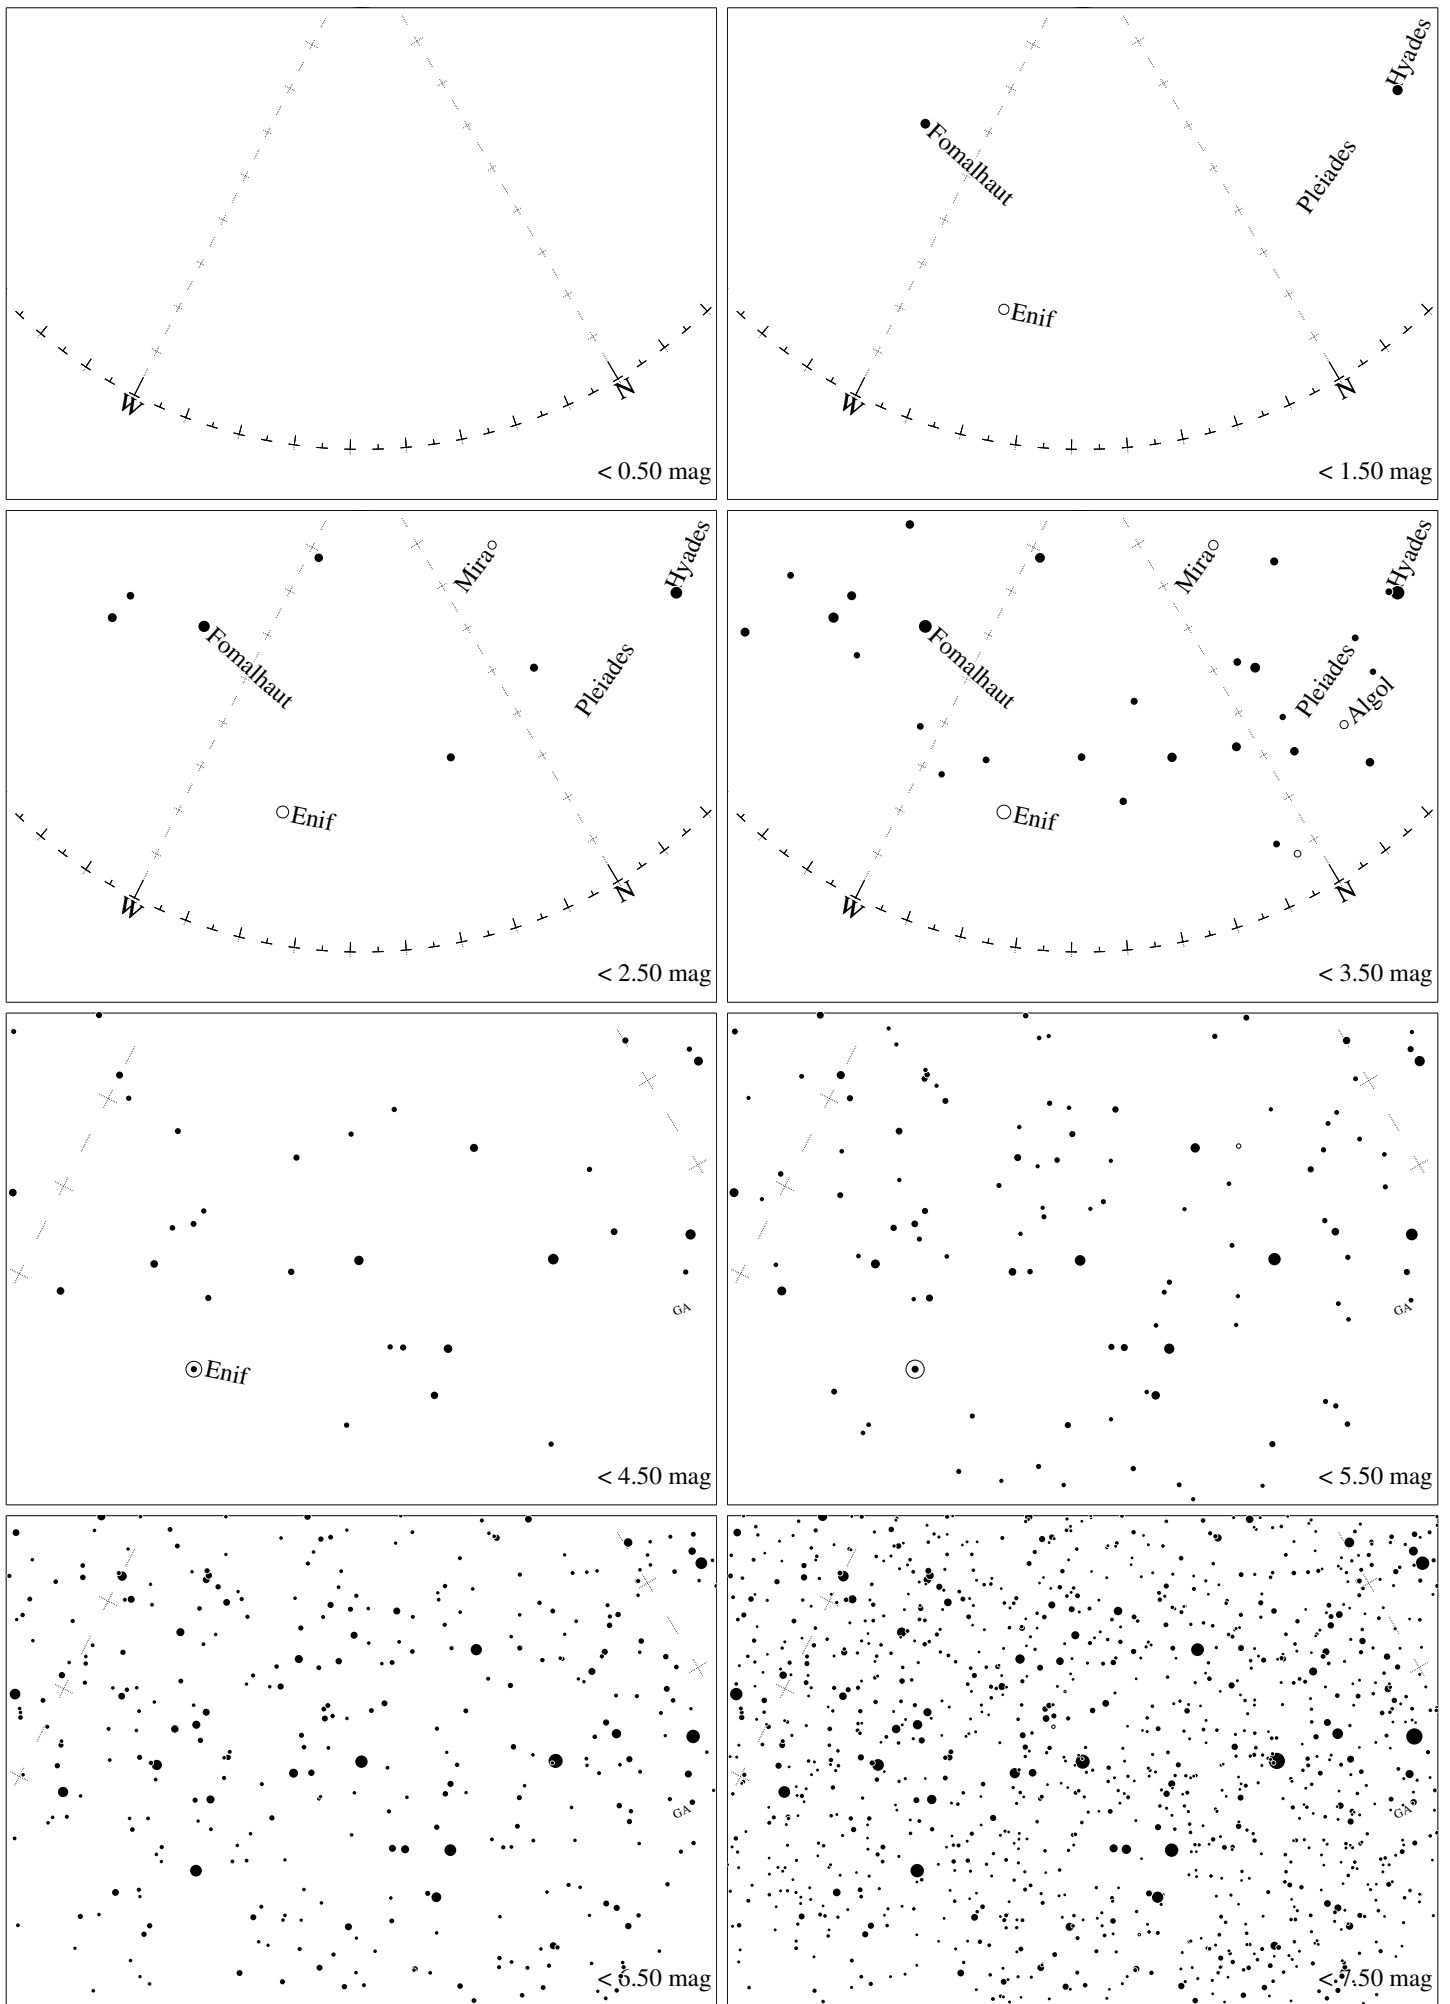 W
N
< 0.50 mag
Hyades
Fomalhaut
Pleiades
Enif
W
N
< 1.50 mag
Mira
Hyades
Fomalhaut
Pleiades
Enif
W
N
< 2.50 mag
Mira
Hyades
Fomalhaut
Pleiades
Algol
Enif
W
N
< 3.50 mag
GA
Enif
< 4.50 mag
GA
< 5.50 mag
GA
< 6.50 mag
GA
< 7.50 mag